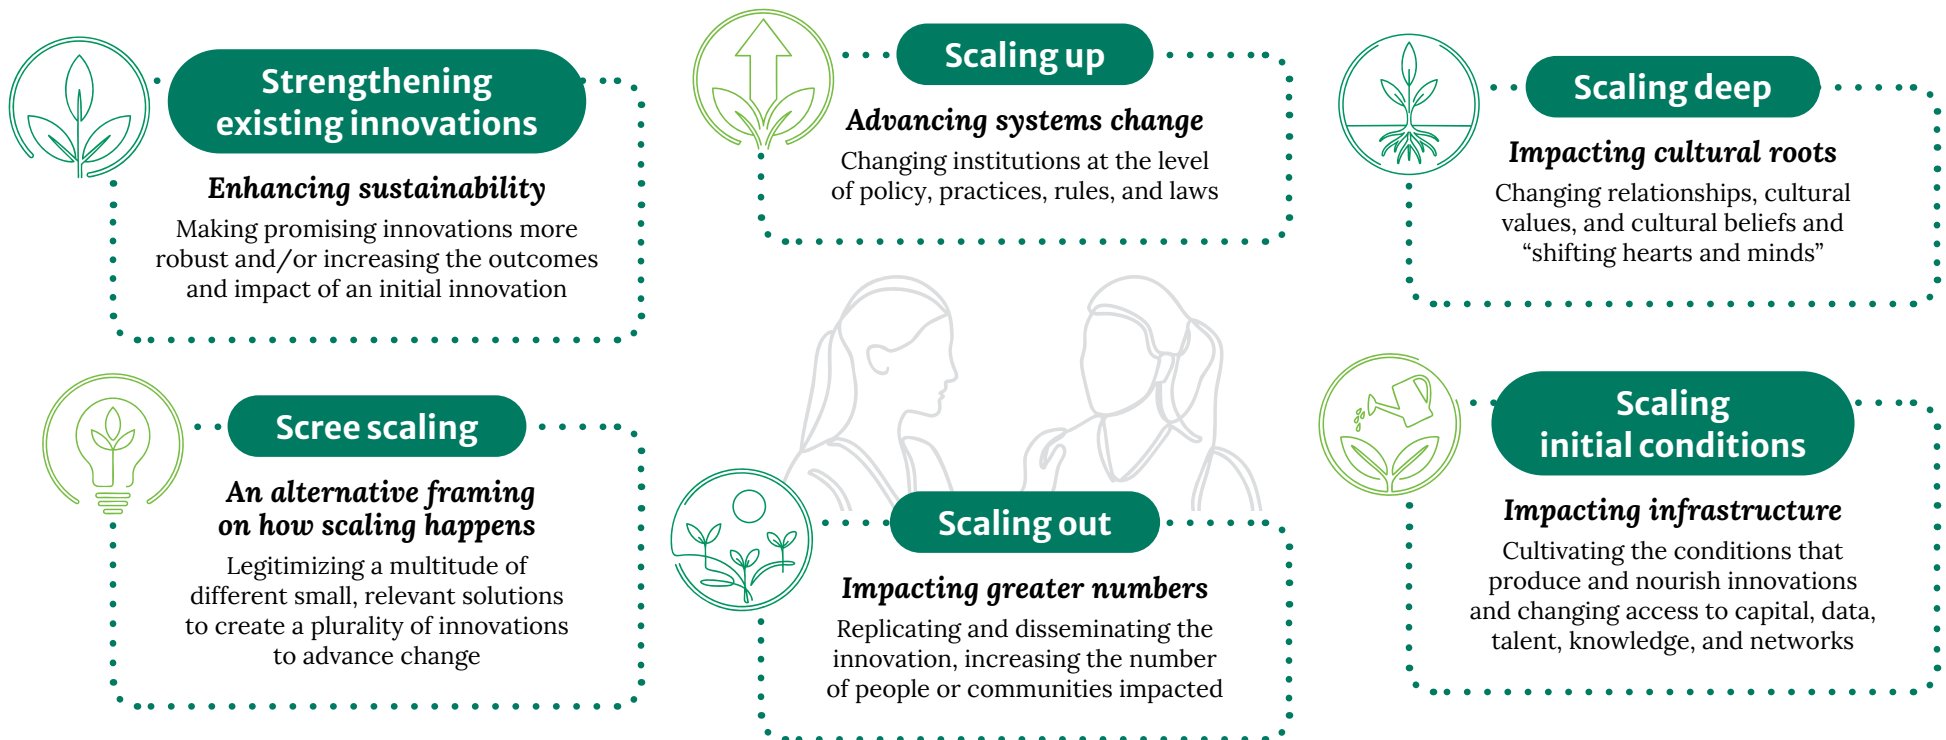 Strengthening
existing innovations
Enhancing sustainability
Making promising innovations more
robust and/or increasing the outcomes
and impact of an initial innovation
Scaling up
Advancing systems change
Changing institutions at the level
of policy, practices, rules, and laws
Scaling deep
Impacting cultural roots
Changing relationships, cultural
values, and cultural beliefs and
“shifting hearts and minds”
Scree scaling
An alternative framing
on how scaling happens
Legitimizing a multitude of
different small, relevant solutions
to create a plurality of innovations
to advance change
Scaling out
Impacting greater numbers
Replicating and disseminating the
innovation, increasing the number
of people or communities impacted
Scaling
initial conditions
Impacting infrastructure
Cultivating the conditions that
produce and nourish innovations
and changing access to capital, data,
talent, knowledge, and networks